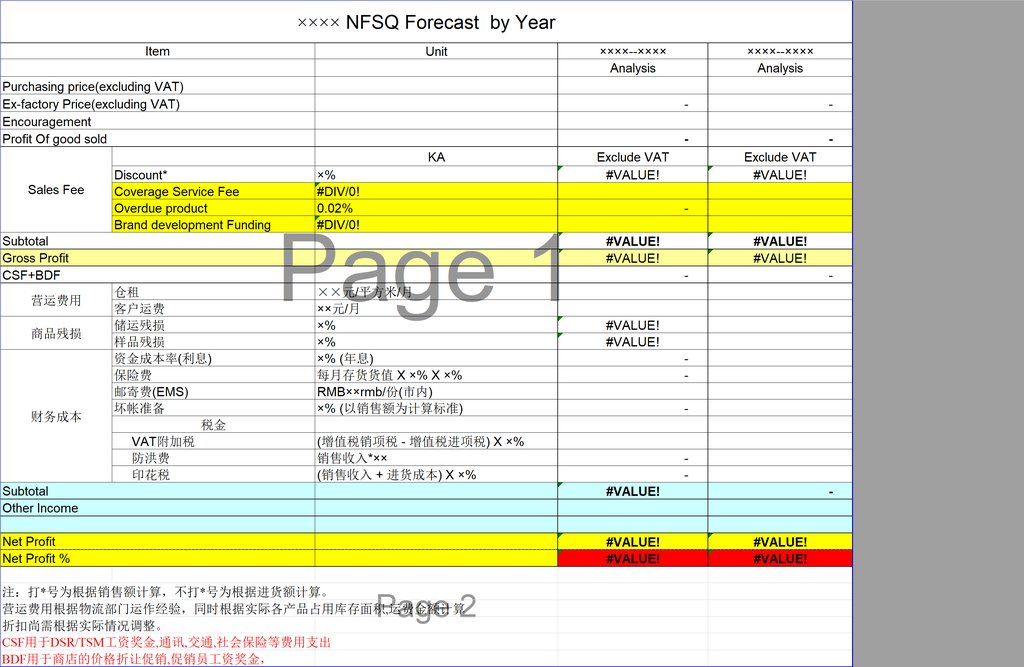 ×××× NFSQ Forecast  by Year
Item Unit ××××--×××× ××××--××××
Analysis Analysis
Purchasing price(excluding VAT)
Ex-factory Price(excluding VAT) - -
Encouragement
Profit Of good sold - -
KA Exclude VAT Exclude VAT
Sales Fee
Discount* ×% #VALUE! #VALUE!
Coverage Service Fee #DIV/0!
Overdue product 0.02% -
Brand development Funding #DIV/0!
Subtotal #VALUE! #VALUE!
Gross Profit #VALUE! #VALUE!
CSF+BDF - -
Page 1
营运费用
仓租 ××元/平方米/月
客户运费 ××元/月
商品残损
储运残损 ×% #VALUE!
样品残损 ×% #VALUE!
财务成本
资金成本率(利息) ×% (年息) -
保险费 每月存货货值 X ×% X ×% -
邮寄费(EMS) RMB××rmb/份(市内)
坏帐准备 ×% (以销售额为计算标准) -
税金
VAT附加税 (增值税销项税 - 增值税进项税) X ×%
防洪费 销售收入*×× -
印花税 (销售收入 + 进货成本) X ×% -
Subtotal #VALUE! -
Other Income
Net Profit #VALUE! #VALUE!
Net Profit % #VALUE! #VALUE!
注：打*号为根据销售额计算，不打*号为根据进货额计算。
营运费用根据物流部门运作经验，同时根据实际各产品占用库存面积,运费金额计算
Page 2
折扣尚需根据实际情况调整。
CSF用于DSR/TSM工资奖金,通讯,交通,社会保险等费用支出
BDF用于商店的价格折让促销,促销员工资奖金，